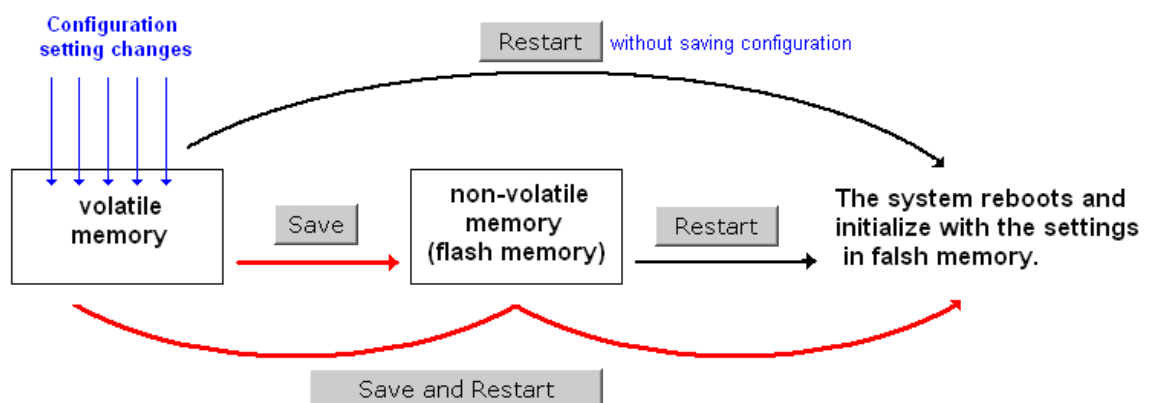 Configuration
setting changes
Restart
without saving configuration
volatile
memory
Save
non-volatile
memory
(flash memory)
Restart
The system reboots and
initialize with the settings
in falsh memory.
Save and Restart